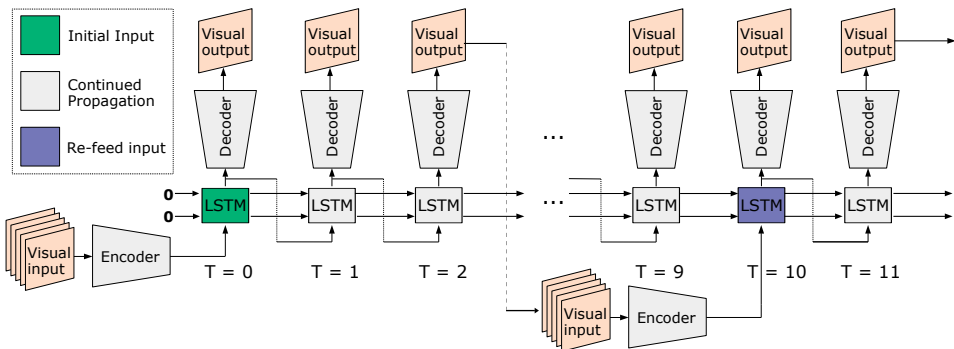 Initial Input
Continued
Propagation
Re-feed input
Visual
output
Visual
output
Visual
output
Visual
output
Visual
output
Visual
output
Decoder
Decoder
Decoder
...
Decoder
Decoder
Decoder
0
0
LSTM
LSTM
LSTM
...
LSTM
LSTM
LSTM
Visual
input
Encoder
T = 0
T = 1
T = 2
T = 9
T = 10
T = 11
Visual
input
Encoder